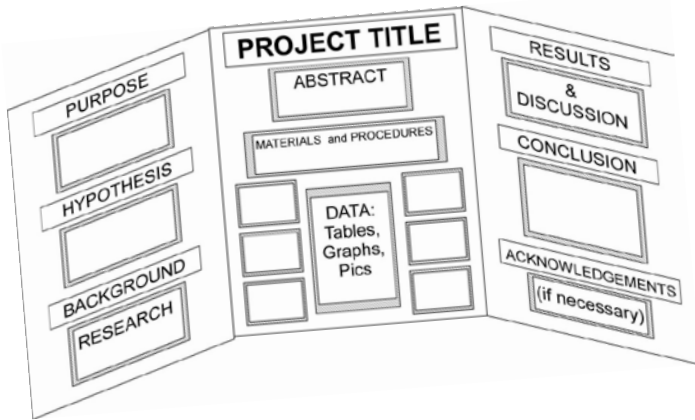 PURPOSE
HYPOTHESIS
BACKGROUND
RESEARCH
PROJECT TITLE
ABSTRACT
MATERIALS and PROCEDURES
DATA:
Tables,
Graphs,
Pics
RESULTS
&
DISCUSSION
CONCLUSION
ACKNOWLEDGEMENTS
(if necessary)